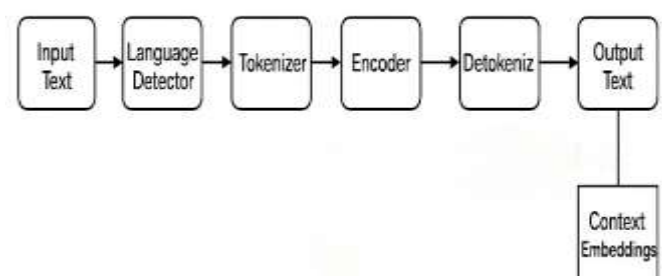 Input
Text
Language
Detector
Tokenizer
Encoder
Detokeniz
Output
Text
Context
Embeddings